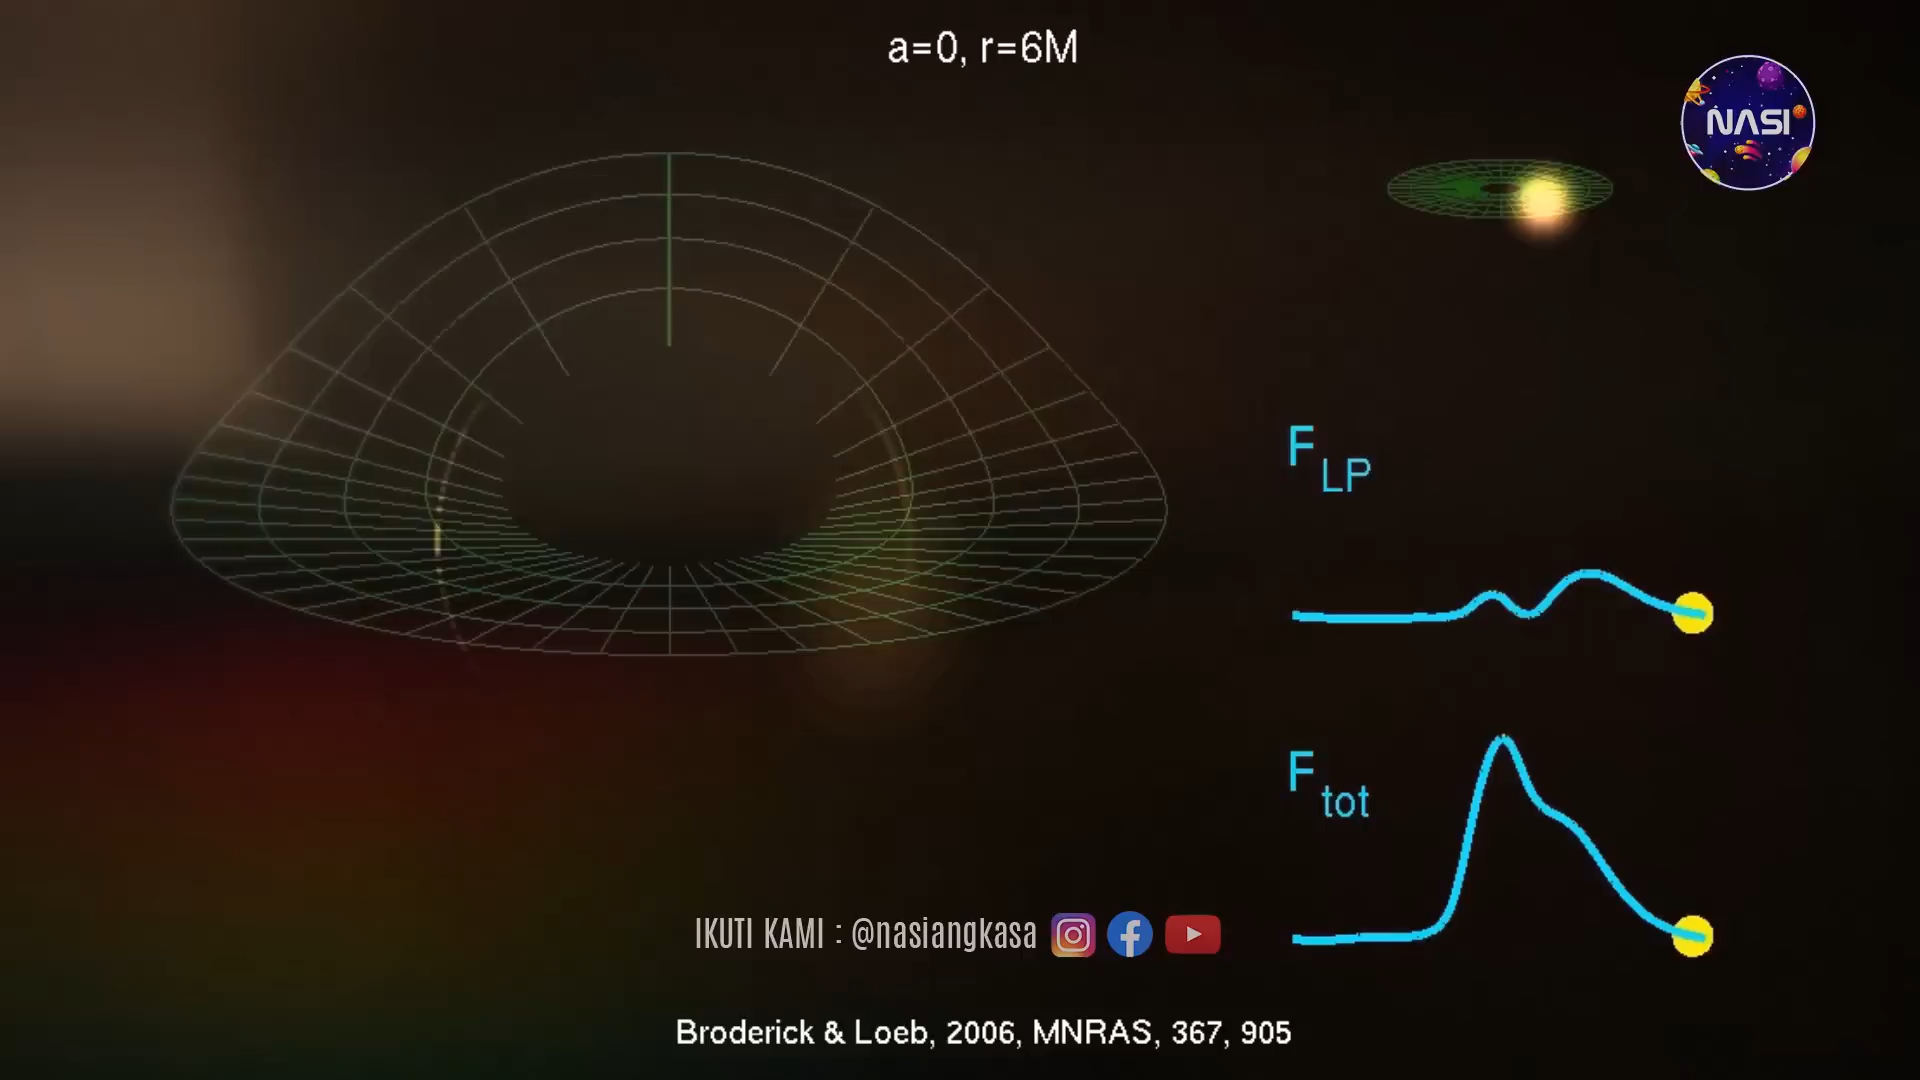 a=0, r=6M
NASI
F LP
F tot
IKUTI KAMI : @nasiangkasa
Broderick & Loeb, 2006, MNRAS, 367, 905